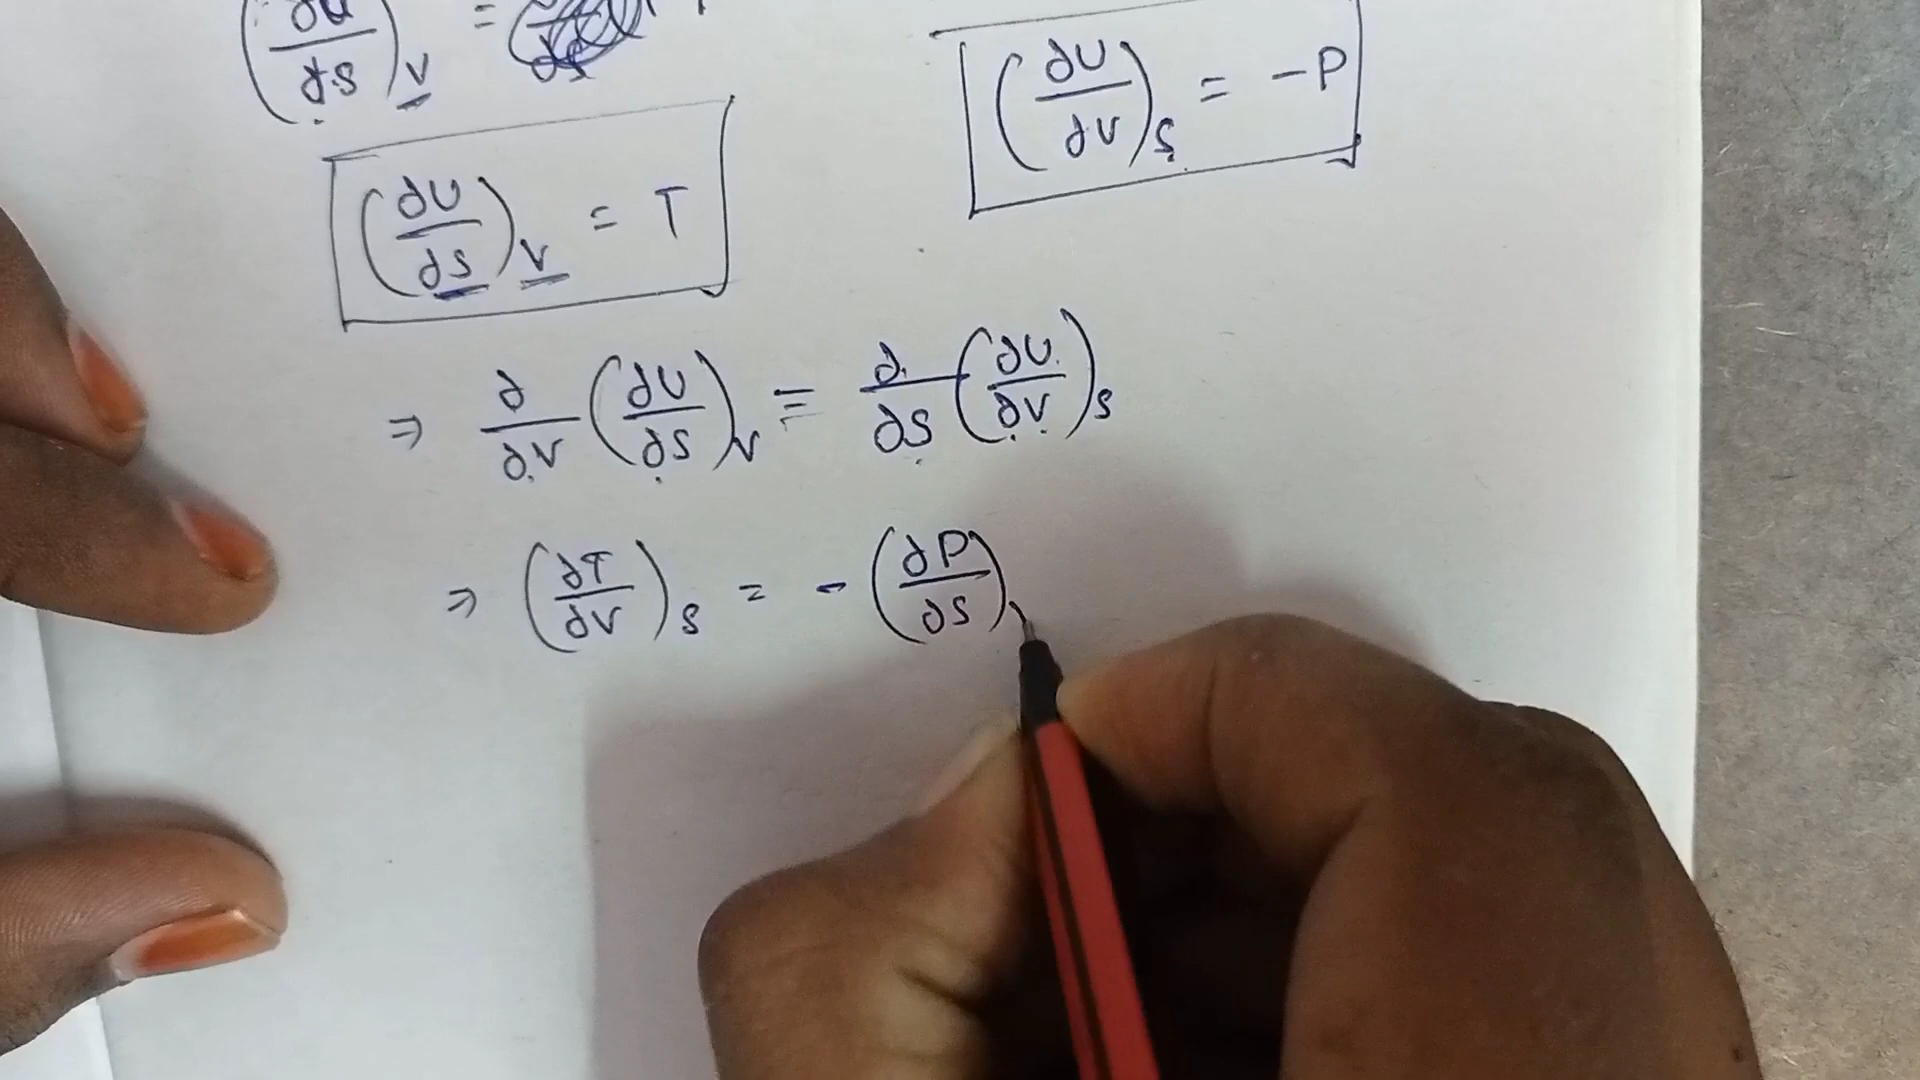 (∂U/∂S)_V =
(∂U/∂V)_S = -P
(∂U/∂S)_V = T
⇒ ∂/∂V (∂U/∂S)_V = ∂/∂S (∂U/∂V)_S
⇒ (∂T/∂V)_S = - (∂P/∂S)